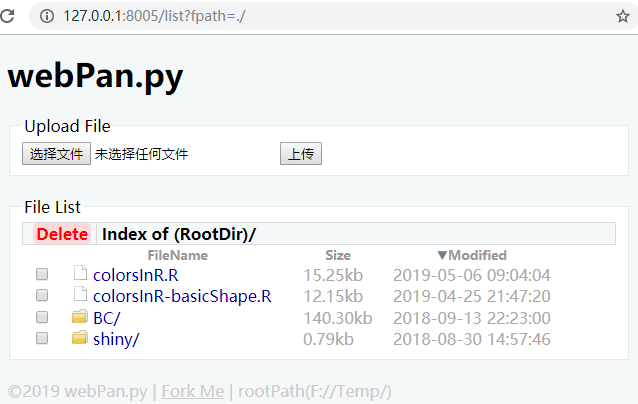 127.0.0.1:8005/list?fpath=./
webPan.py
Upload File
选择文件 未选择任何文件 上传
File List
Delete Index of (RootDir)/
FileName Size ▼Modified
colorsInR.R 15.25kb 2019-05-06 09:04:04
colorsInR-basicShape.R 12.15kb 2019-04-25 21:47:20
BC/ 140.30kb 2018-09-13 22:23:00
shiny/ 0.79kb 2018-08-30 14:57:46
©2019 webPan.py | Fork Me | rootPath(F://Temp/)